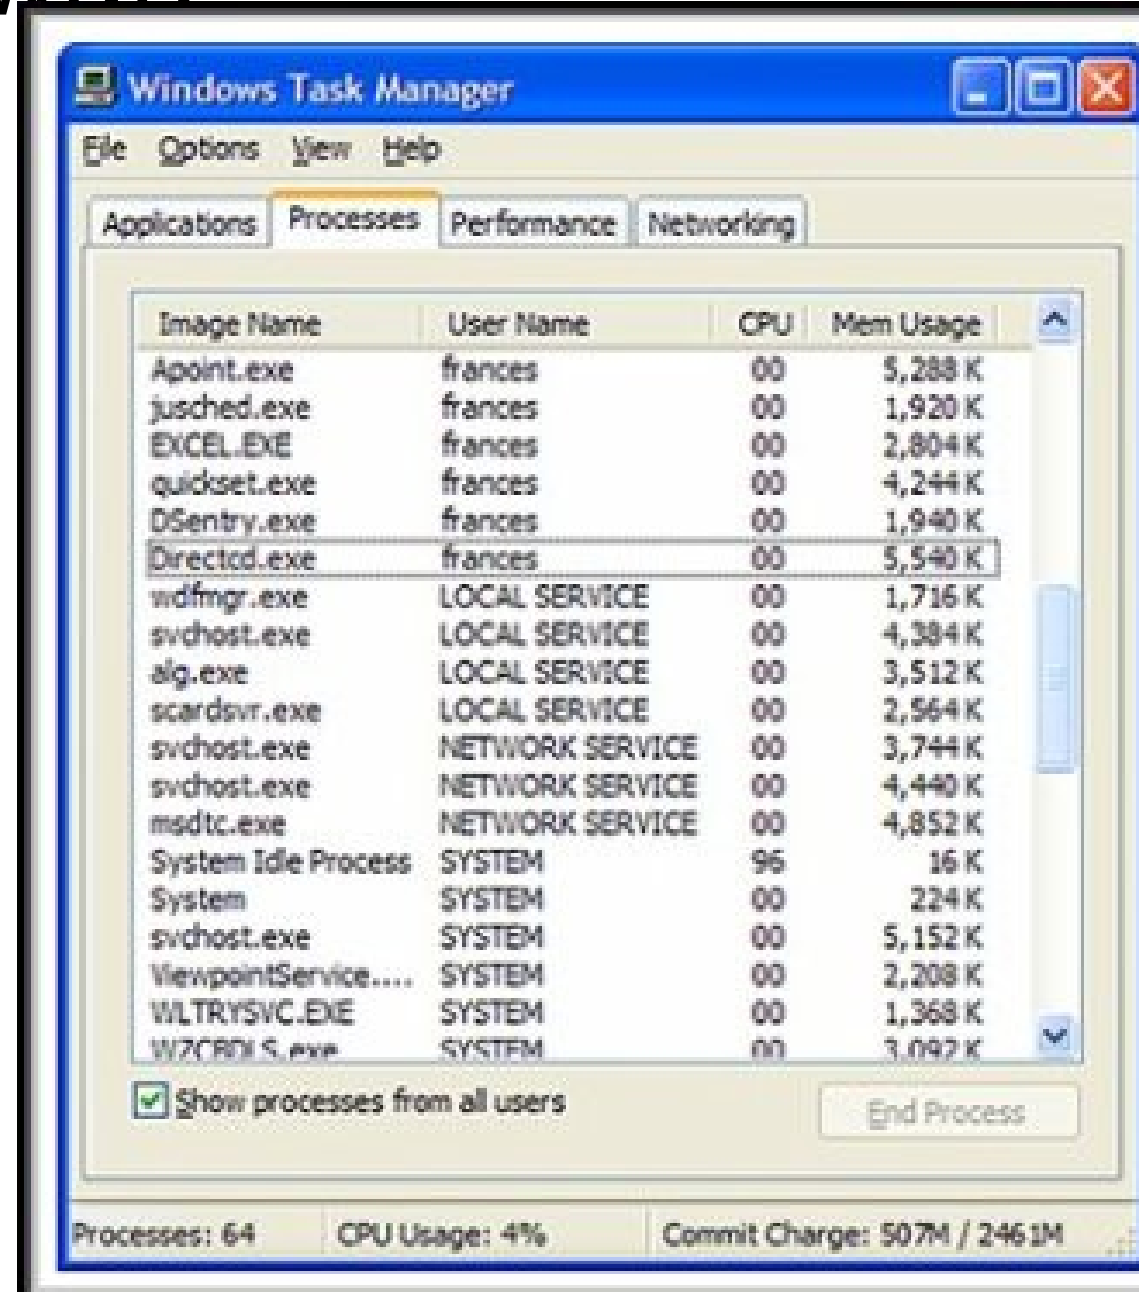 Windows Task Manager
File Options View Help
Applications Processes Performance Networking
Image Name User Name CPU Mem Usage
Apoint.exe frances 00 5,288 K
jusched.exe frances 00 1,920 K
EXCEL.EXE frances 00 2,804 K
quickset.exe frances 00 4,244 K
DSentry.exe frances 00 1,940 K
Directcd.exe frances 00 5,540 K
wdfmgr.exe LOCAL SERVICE 00 1,716 K
svchost.exe LOCAL SERVICE 00 4,384 K
alg.exe LOCAL SERVICE 00 3,512 K
scardsvr.exe LOCAL SERVICE 00 2,564 K
svchost.exe NETWORK SERVICE 00 3,744 K
svchost.exe NETWORK SERVICE 00 4,440 K
msdtc.exe NETWORK SERVICE 00 4,852 K
System Idle Process SYSTEM 96 16 K
System SYSTEM 00 224 K
svchost.exe SYSTEM 00 5,152 K
ViewpointService.... SYSTEM 00 2,208 K
WLTRYSVC.EXE SYSTEM 00 1,368 K
WZCBDLS.exe SYSTEM 00 3,092 K
Show processes from all users
End Process
Processes: 64 CPU Usage: 4% Commit Charge: 507M / 2461M